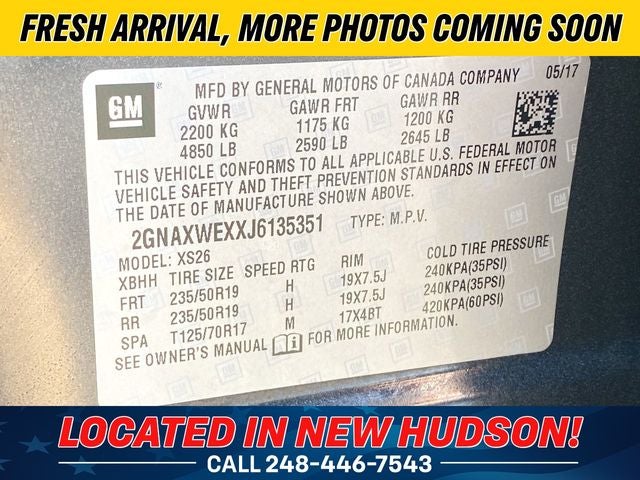 FRESH ARRIVAL, MORE PHOTOS COMING SOON
GM
MFD BY GENERAL MOTORS OF CANADA COMPANY 05/17
GVWR GAWR FRT GAWR RR
2200 KG 1175 KG 1200 KG
4850 LB 2590 LB 2645 LB
THIS VEHICLE CONFORMS TO ALL APPLICABLE U.S. FEDERAL MOTOR
VEHICLE SAFETY AND THEFT PREVENTION STANDARDS IN EFFECT ON
THE DATE OF MANUFACTURE SHOWN ABOVE.
2GNAXWEXXJ6135351 TYPE: M.P.V.
MODEL: XS26
XBHH TIRE SIZE SPEED RTG RIM COLD TIRE PRESSURE
FRT 235/50R19 H 19X7.5J 240KPA(35PSI)
RR 235/50R19 H 19X7.5J 240KPA(35PSI)
SPA T125/70R17 M 17X4BT 420KPA(60PSI)
SEE OWNER'S MANUAL FOR MORE INFORMATION.
LOCATED IN NEW HUDSON!
CALL 248-446-7543